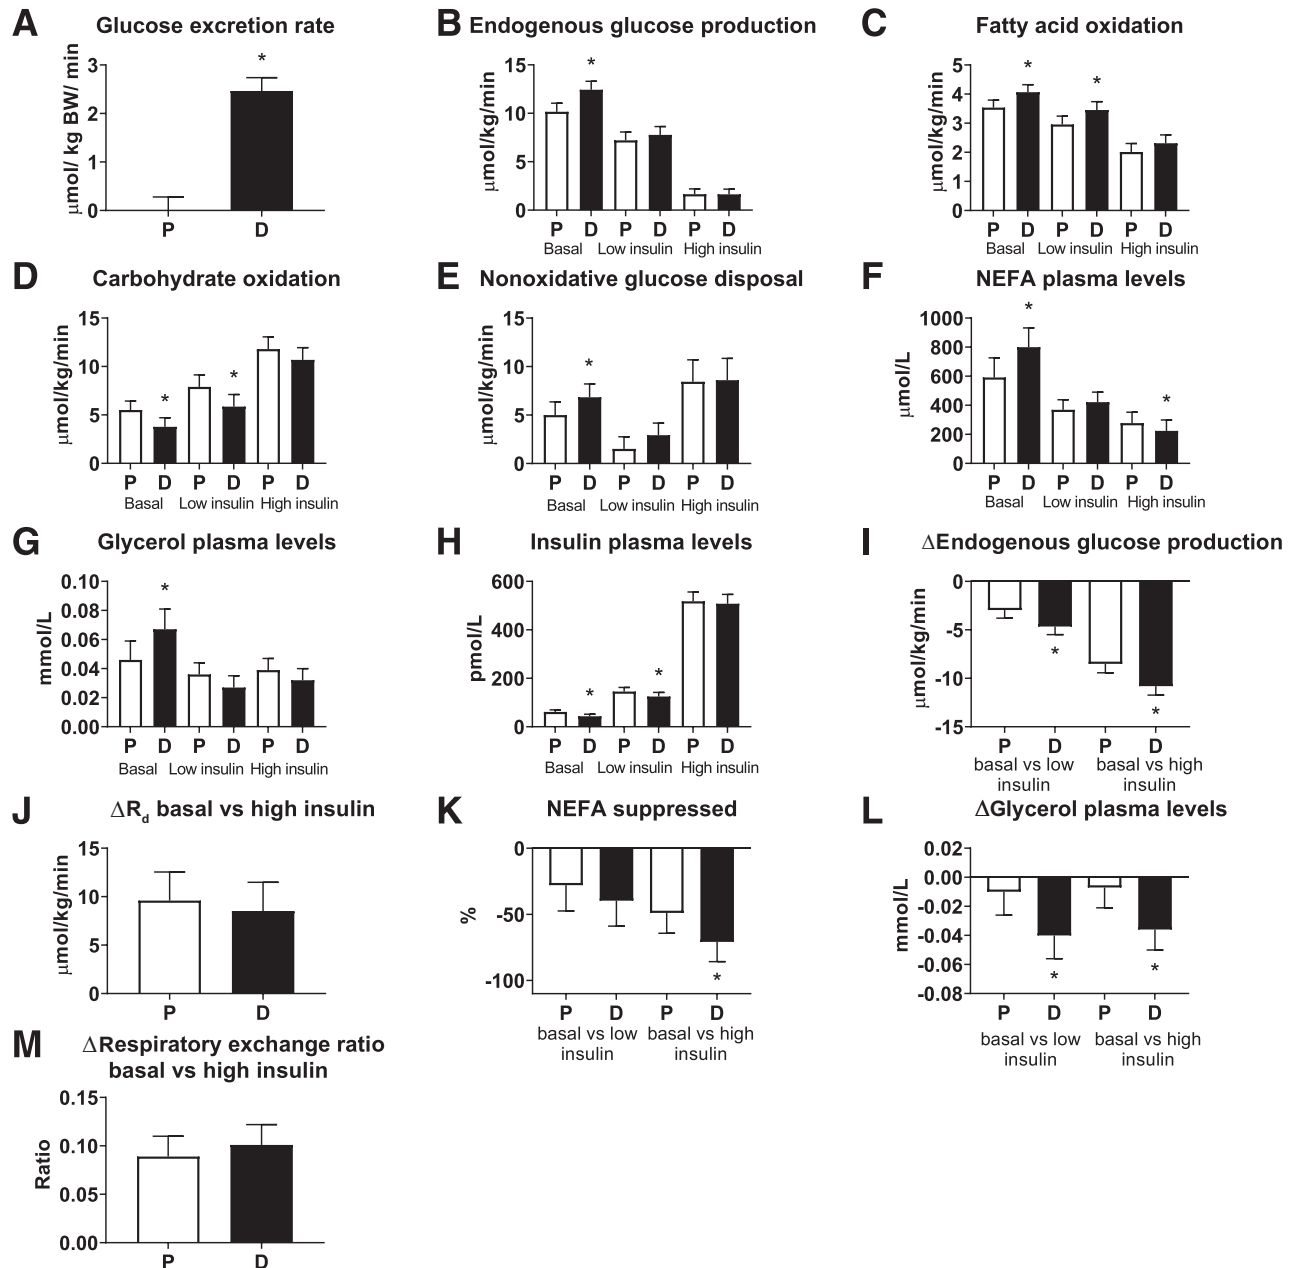 A Glucose excretion rate
μmol/ kg BW/ min
3
2
1
0
*
P D
B Endogenous glucose production
μmol/kg/min
15
10
5
0
*
P D P D P D
Basal Low insulin High insulin
C Fatty acid oxidation
μmol/kg/min
5
4
3
2
1
0
* *
P D P D P D
Basal Low insulin High insulin
D Carbohydrate oxidation
μmol/kg/min
15
10
5
0
* *
P D P D P D
Basal Low insulin High insulin
E Nonoxidative glucose disposal
μmol/kg/min
15
10
5
0
*
P D P D P D
Basal Low insulin High insulin
F NEFA plasma levels
μmol/L
1000
800
600
400
200
0
* *
P D P D P D
Basal Low insulin High insulin
G Glycerol plasma levels
mmol/L
0.10
0.08
0.06
0.04
0.02
0.00
*
P D P D P D
Basal Low insulin High insulin
H Insulin plasma levels
pmol/L
600
400
200
0
* *
P D P D P D
Basal Low insulin High insulin
I ΔEndogenous glucose production
μmol/kg/min
0
-5
-10
-15
* *
P D P D
basal vs low basal vs high
insulin insulin
J ΔRd basal vs high insulin
μmol/kg/min
15
10
5
0
P D
K NEFA suppressed
%
0
-50
-100
*
P D P D
basal vs low basal vs high
insulin insulin
L ΔGlycerol plasma levels
mmol/L
0.02
0.00
-0.02
-0.04
-0.06
-0.08
* *
P D P D
basal vs low basal vs high
insulin insulin
M ΔRespiratory exchange ratio
basal vs high insulin
Ratio
0.15
0.10
0.05
0.00
P D